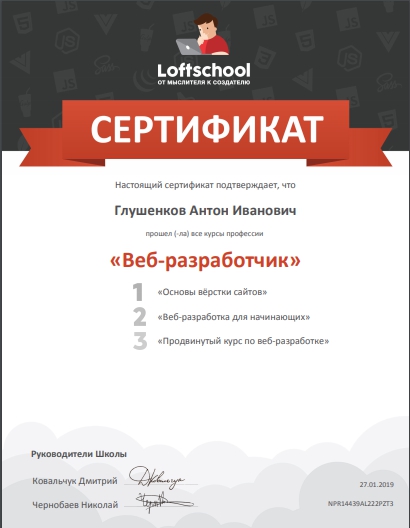 Loftschool
ОТ МЫСЛИТЕЛЯ К СОЗДАТЕЛЮ
СЕРТИФИКАТ
Настоящий сертификат подтверждает, что
Глушенков Антон Иванович
прошел (-ла) все курсы профессии
«Веб-разработчик»
1 «Основы вёрстки сайтов»
2 «Веб-разработка для начинающих»
3 «Продвинутый курс по веб-разработке»
Руководители Школы
Ковальчук Дмитрий
27.01.2019
Чернобаев Николай
NPR14439AL222PZT3